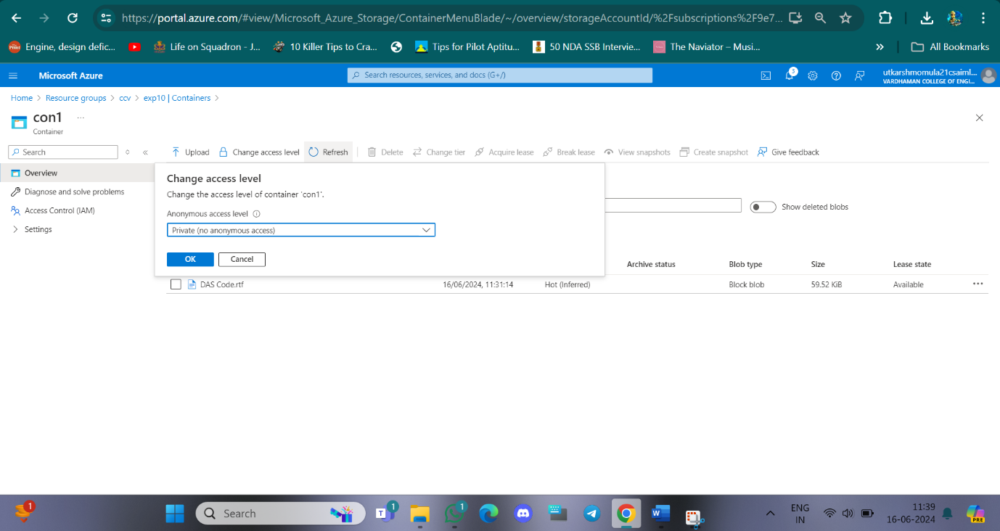 https://portal.azure.com/#view/Microsoft_Azure_Storage/ContainerMenuBlade/~/overview/storageAccountId/%2Fsubscriptions%2F9e7...
Engine, design defic... Life on Squadron - J... 10 Killer Tips to Cra... Tips for Pilot Aptitu... 50 NDA SSB Intervie... The Naviator – Musi... » All Bookmarks
Microsoft Azure Search resources, services, and docs (G+/) 3 utkarshmomula21csaiml...
VARDHAMAN COLLEGE OF ENGI...
Home > Resource groups > ccv > exp10 | Containers >
con1 ...
Container
Search « Upload Change access level Refresh Delete Change tier Acquire lease Break lease View snapshots Create snapshot Give feedback
Overview
Diagnose and solve problems
Access Control (IAM)
Settings
Change access level
Change the access level of container 'con1'.
Anonymous access level
Private (no anonymous access)
OK Cancel
Show deleted blobs
Archive status Blob type Size Lease state
DAS Code.rtf 16/06/2024, 11:31:14 Hot (Inferred) Block blob 59.52 KiB Available ...
1 Search T 1 1 W ENG
IN 11:39
16-06-2024 PRE